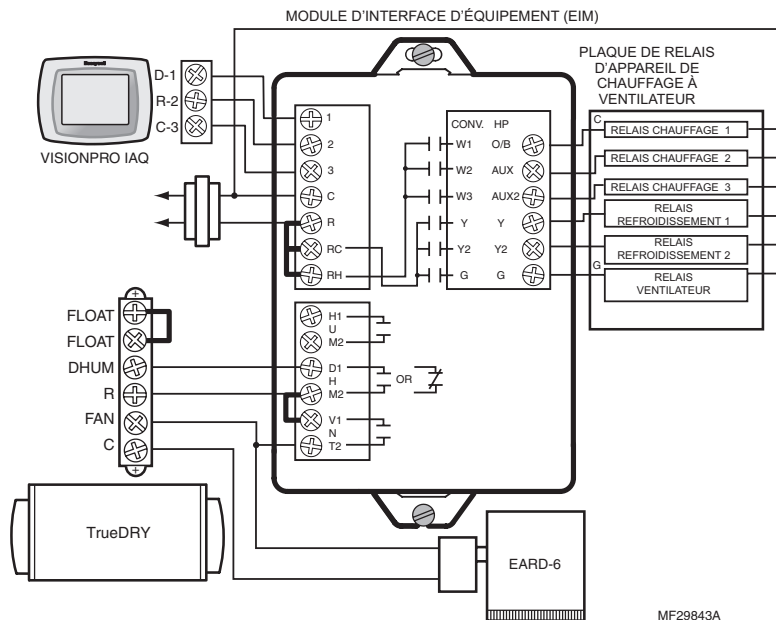 MODULE D'INTERFACE D'ÉQUIPEMENT (EIM)
Honeywell
VISIONPRO IAQ
D-1
R-2
C-3
1
2
3
C
R
RC
RH
CONV. HP
W1 O/B
W2 AUX
W3 AUX2
Y Y
Y2 Y2
G G
PLAQUE DE RELAIS
D'APPAREIL DE
CHAUFFAGE À
VENTILATEUR
C
RELAIS CHAUFFAGE 1
RELAIS CHAUFFAGE 2
RELAIS CHAUFFAGE 3
RELAIS
REFROIDISSEMENT 1
RELAIS
REFROIDISSEMENT 2
G
RELAIS
VENTILATEUR
FLOAT
FLOAT
DHUM
R
FAN
C
H1
U
M2
D1
H
M2
V1
N
T2
OR
TrueDRY
EARD-6
MF29843A